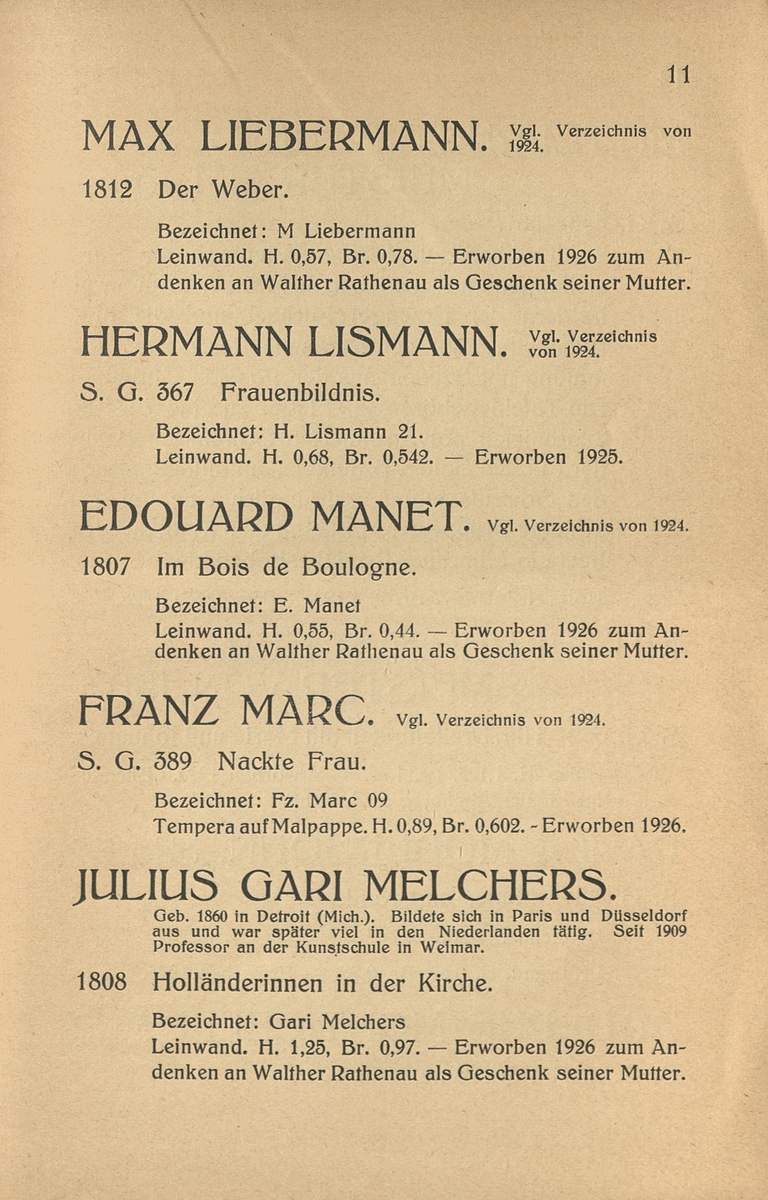 11
MAX LIEBERMANN. Vgl. Verzeichnis von
1924.
1812 Der Weber.
Bezeichnet: M Liebermann
Leinwand. H. 0,57, Br. 0,78. — Erworben 1926 zum An-
denken an Walther Rathenau als Geschenk seiner Mutter.
HERMANN LISMANN. Vgl. Verzeichnis
von 1924.
S. G. 367 Frauenbildnis.
Bezeichnet: H. Lismann 21.
Leinwand. H. 0,68, Br. 0,542. — Erworben 1925.
EDOUARD MANET. Vgl. Verzeichnis von 1924.
1807 Im Bois de Boulogne.
Bezeichnet: E. Manet
Leinwand. H. 0,55, Br. 0,44. — Erworben 1926 zum An-
denken an Walther Rathenau als Geschenk seiner Mutter.
FRANZ MARC. Vgl. Verzeichnis von 1924.
S. G. 389 Nackte Frau.
Bezeichnet: Fz. Marc 09
Tempera auf Malpappe. H. 0,89, Br. 0,602. - Erworben 1926.
JULIUS GARI MELCHERS.
Geb. 1860 in Detroit (Mich.). Bildete sich in Paris und Düsseldorf
aus und war später viel in den Niederlanden tätig. Seit 1909
Professor an der Kunstschule in Weimar.
1808 Holländerinnen in der Kirche.
Bezeichnet: Gari Melchers
Leinwand. H. 1,25, Br. 0,97. — Erworben 1926 zum An-
denken an Walther Rathenau als Geschenk seiner Mutter.